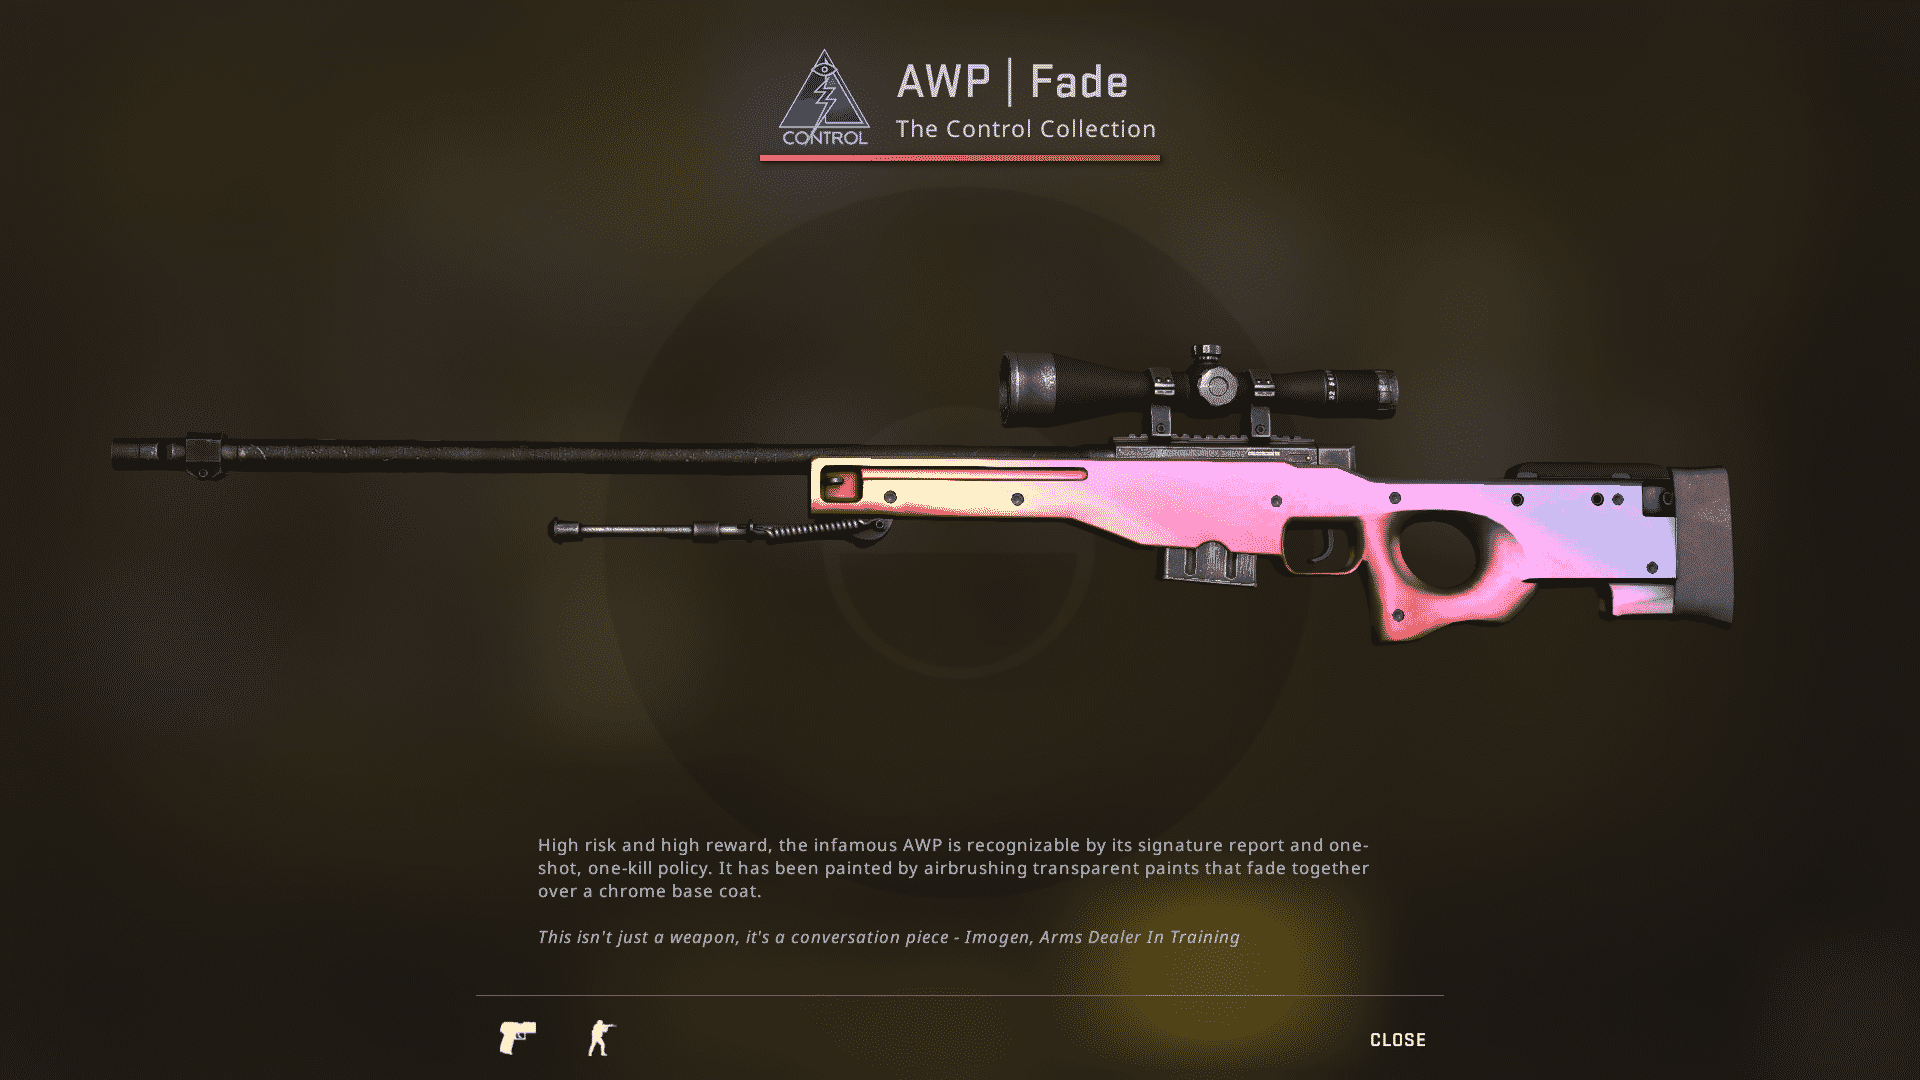 CONTROL
AWP | Fade
The Control Collection
High risk and high reward, the infamous AWP is recognizable by its signature report and one-
shot, one-kill policy. It has been painted by airbrushing transparent paints that fade together
over a chrome base coat.
This isn't just a weapon, it's a conversation piece - Imogen, Arms Dealer In Training
CLOSE